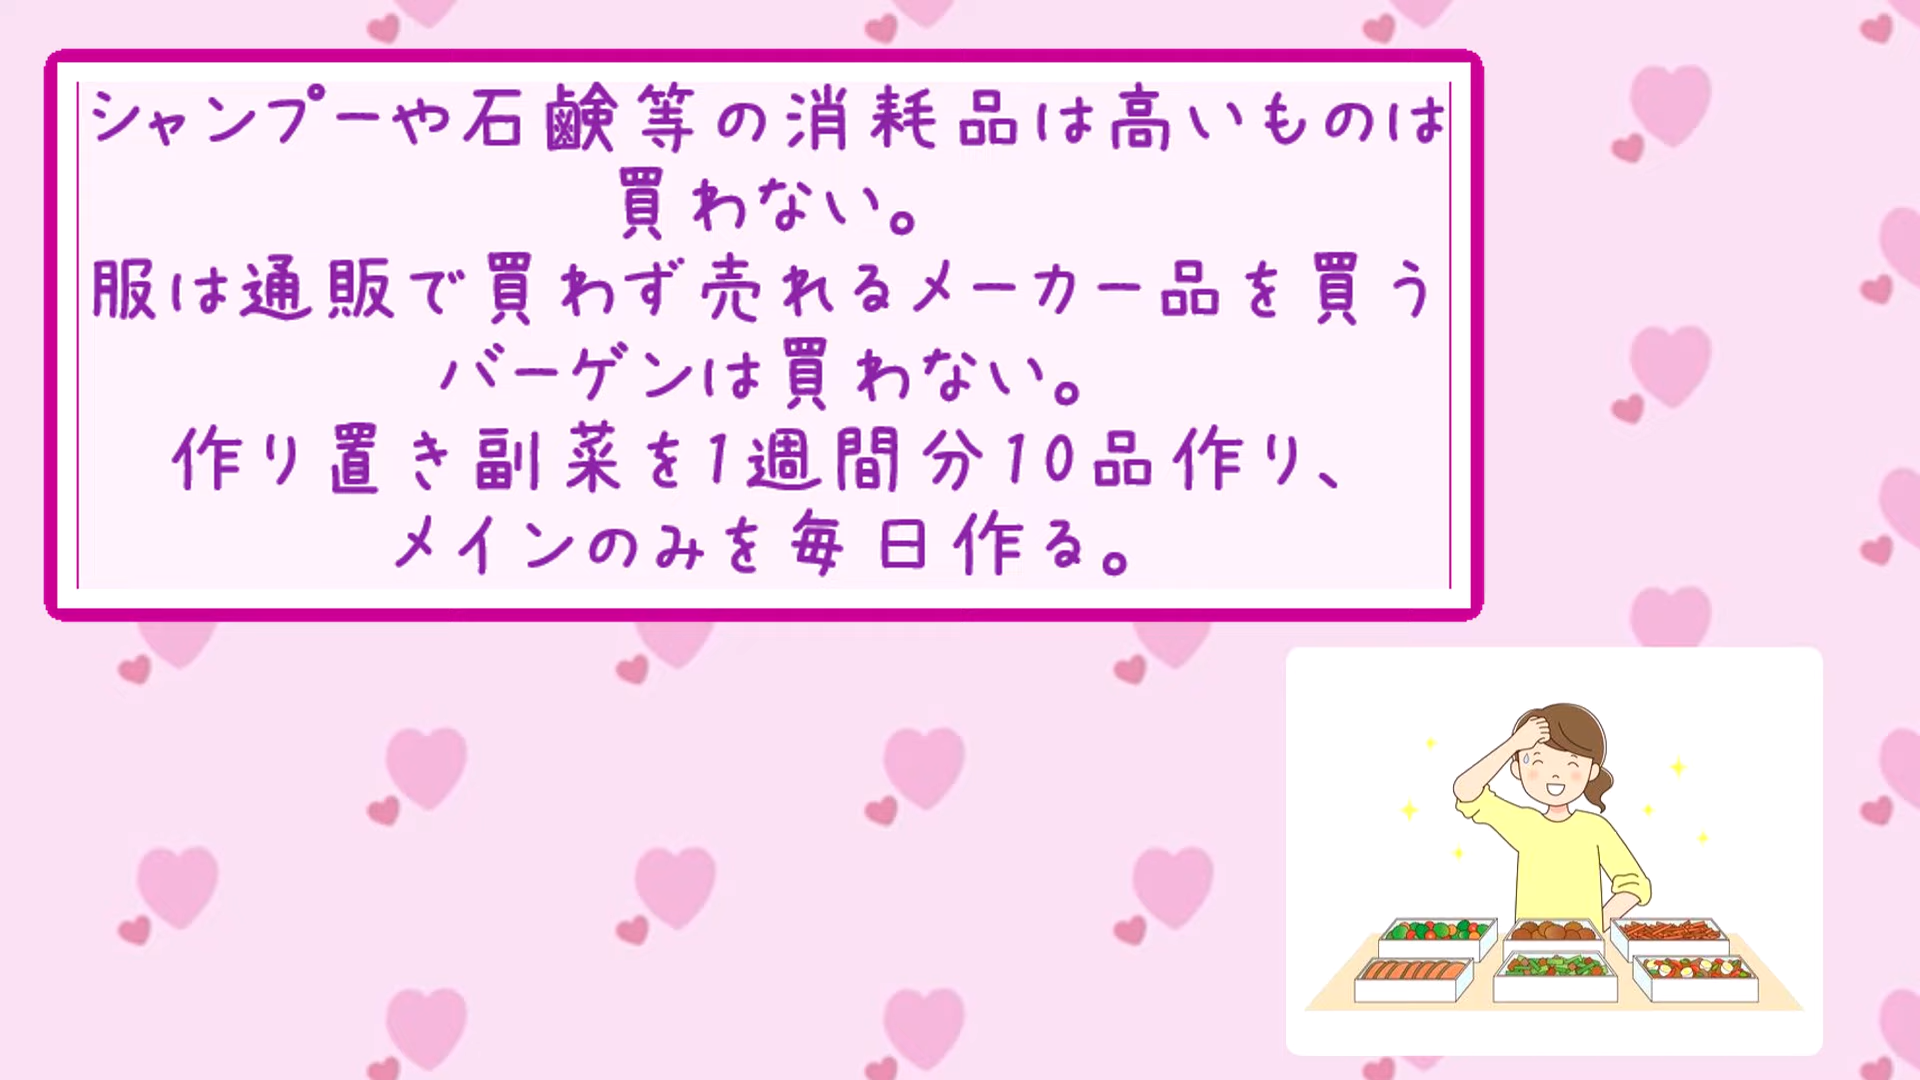 シャンプーや石鹸等の消耗品は高いものは
買わない。
服は通販で買わず売れるメーカー品を買う
バーゲンは買わない。
作り置き副菜を1週間分10品作り、
メインのみを毎日作る。